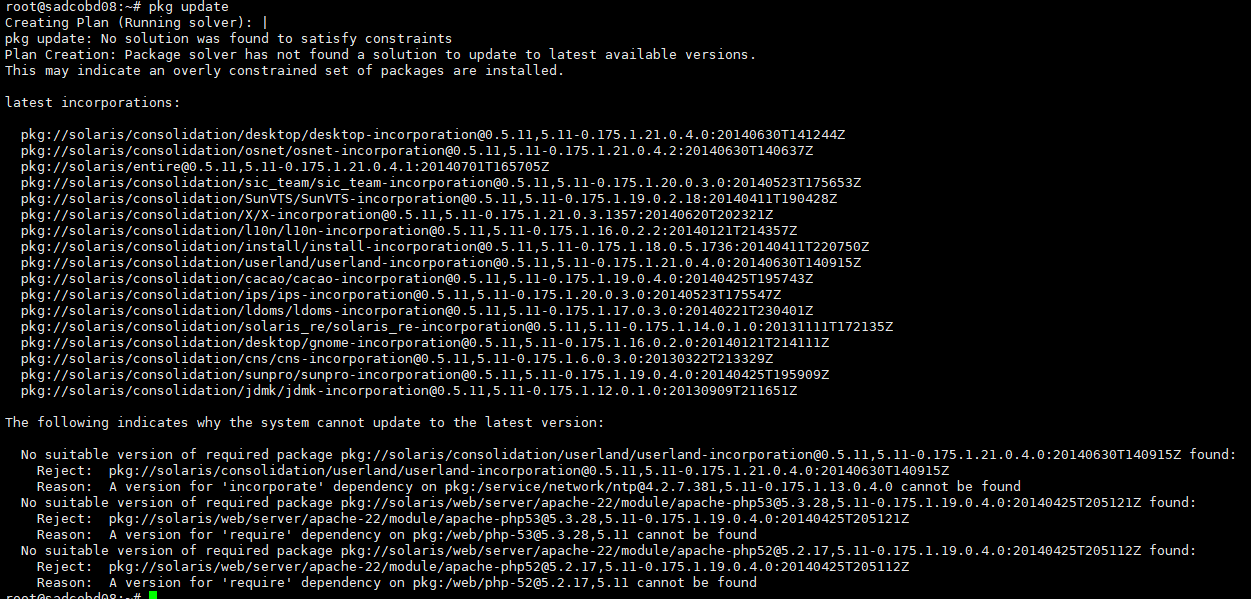 root@sadcobd08:~# pkg update
Creating Plan (Running solver): |
pkg update: No solution was found to satisfy constraints
Plan Creation: Package solver has not found a solution to update to latest available versions.
This may indicate an overly constrained set of packages are installed.
latest incorporations:
pkg://solaris/consolidation/desktop/desktop-incorporation@0.5.11,5.11-0.175.1.21.0.4.0:20140630T141244Z
pkg://solaris/consolidation/osnet/osnet-incorporation@0.5.11,5.11-0.175.1.21.0.4.2:20140630T140637Z
pkg://solaris/entire@0.5.11,5.11-0.175.1.21.0.4.1:20140701T165705Z
pkg://solaris/consolidation/sic_team/sic_team-incorporation@0.5.11,5.11-0.175.1.20.0.3.0:20140523T175653Z
pkg://solaris/consolidation/SunVTS/SunVTS-incorporation@0.5.11,5.11-0.175.1.19.0.2.18:20140411T190428Z
pkg://solaris/consolidation/X/X-incorporation@0.5.11,5.11-0.175.1.21.0.3.1357:20140620T202321Z
pkg://solaris/consolidation/l10n/l10n-incorporation@0.5.11,5.11-0.175.1.16.0.2.2:20140121T214357Z
pkg://solaris/consolidation/install/install-incorporation@0.5.11,5.11-0.175.1.18.0.5.1736:20140411T220750Z
pkg://solaris/consolidation/userland/userland-incorporation@0.5.11,5.11-0.175.1.21.0.4.0:20140630T140915Z
pkg://solaris/consolidation/cacao/cacao-incorporation@0.5.11,5.11-0.175.1.19.0.4.0:20140425T195743Z
pkg://solaris/consolidation/ips/ips-incorporation@0.5.11,5.11-0.175.1.20.0.3.0:20140523T175547Z
pkg://solaris/consolidation/ldoms/ldoms-incorporation@0.5.11,5.11-0.175.1.17.0.3.0:20140221T230401Z
pkg://solaris/consolidation/solaris_re/solaris_re-incorporation@0.5.11,5.11-0.175.1.14.0.1.0:20131111T172135Z
pkg://solaris/consolidation/desktop/gnome-incorporation@0.5.11,5.11-0.175.1.16.0.2.0:20140121T214111Z
pkg://solaris/consolidation/cns/cns-incorporation@0.5.11,5.11-0.175.1.6.0.3.0:20130322T213329Z
pkg://solaris/consolidation/sunpro/sunpro-incorporation@0.5.11,5.11-0.175.1.19.0.4.0:20140425T195909Z
pkg://solaris/consolidation/jdmk/jdmk-incorporation@0.5.11,5.11-0.175.1.12.0.1.0:20130909T211651Z
The following indicates why the system cannot update to the latest version:
No suitable version of required package pkg://solaris/consolidation/userland/userland-incorporation@0.5.11,5.11-0.175.1.21.0.4.0:20140630T140915Z found:
Reject:  pkg://solaris/consolidation/userland/userland-incorporation@0.5.11,5.11-0.175.1.21.0.4.0:20140630T140915Z
Reason:  A version for 'incorporate' dependency on pkg:/service/network/ntp@4.2.7.381,5.11-0.175.1.13.0.4.0 cannot be found
No suitable version of required package pkg://solaris/web/server/apache-22/module/apache-php53@5.3.28,5.11-0.175.1.19.0.4.0:20140425T205121Z found:
Reject:  pkg://solaris/web/server/apache-22/module/apache-php53@5.3.28,5.11-0.175.1.19.0.4.0:20140425T205121Z
Reason:  A version for 'require' dependency on pkg:/web/php-53@5.3.28,5.11 cannot be found
No suitable version of required package pkg://solaris/web/server/apache-22/module/apache-php52@5.2.17,5.11-0.175.1.19.0.4.0:20140425T205112Z found:
Reject:  pkg://solaris/web/server/apache-22/module/apache-php52@5.2.17,5.11-0.175.1.19.0.4.0:20140425T205112Z
Reason:  A version for 'require' dependency on pkg:/web/php-52@5.2.17,5.11 cannot be found
root@sadcobd08:~#